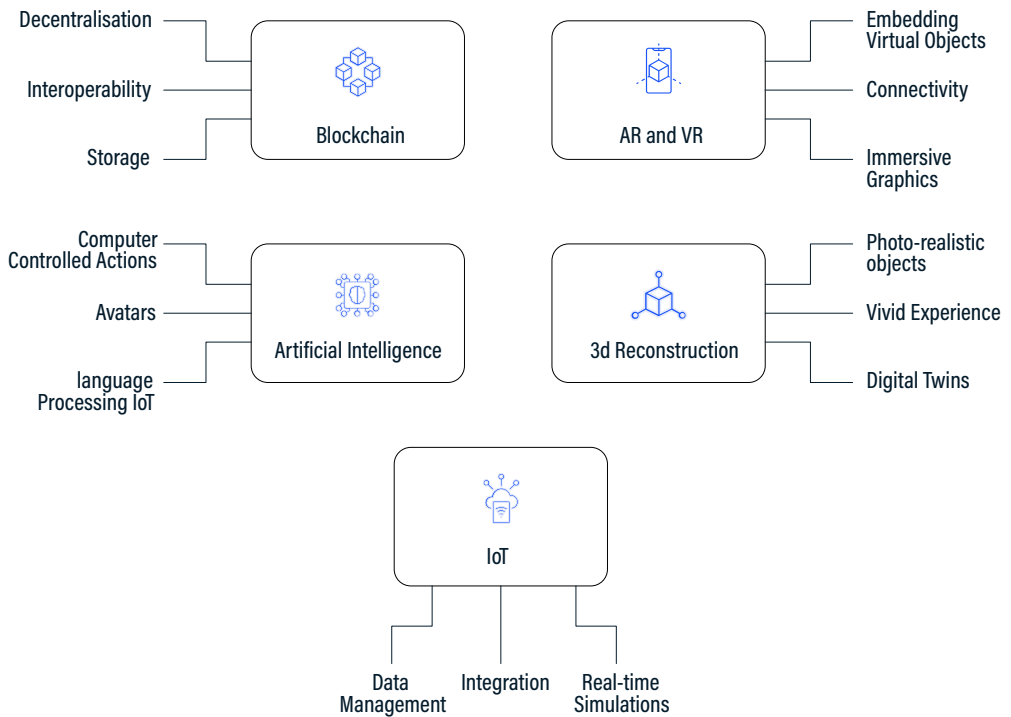 Decentralisation
Interoperability
Storage
Blockchain
AR and VR
Embedding
Virtual Objects
Connectivity
Immersive
Graphics
Computer
Controlled Actions
Avatars
language
Processing IoT
Artificial Intelligence
3d Reconstruction
Photo-realistic
objects
Vivid Experience
Digital Twins
IoT
Data
Management
Integration
Real-time
Simulations